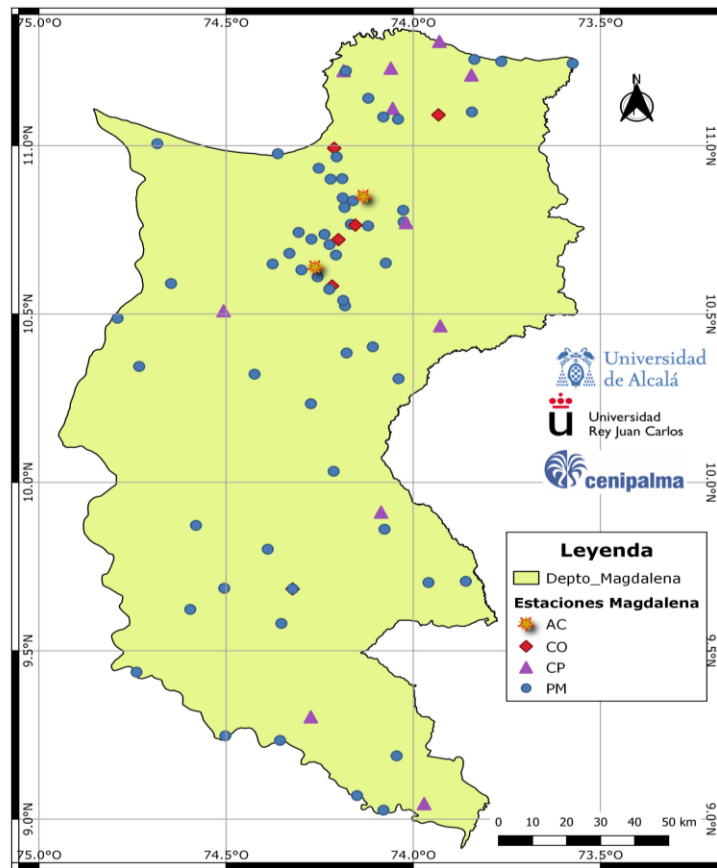 75.0°O 74.5°O 74.0°O 73.5°O
N
11.0°N 11.0°N
10.5°N 10.5°N
Universidad
de Alcalá
u Universidad
Rey Juan Carlos
cenipalma
10.0°N 10.0°N
Leyenda
Depto_Magdalena
Estaciones Magdalena
AC
CO
CP
PM
9.5°N 9.5°N
9.0°N 9.0°N
0 10 20 30 40 50 km
75.0°O 74.5°O 74.0°O 73.5°O